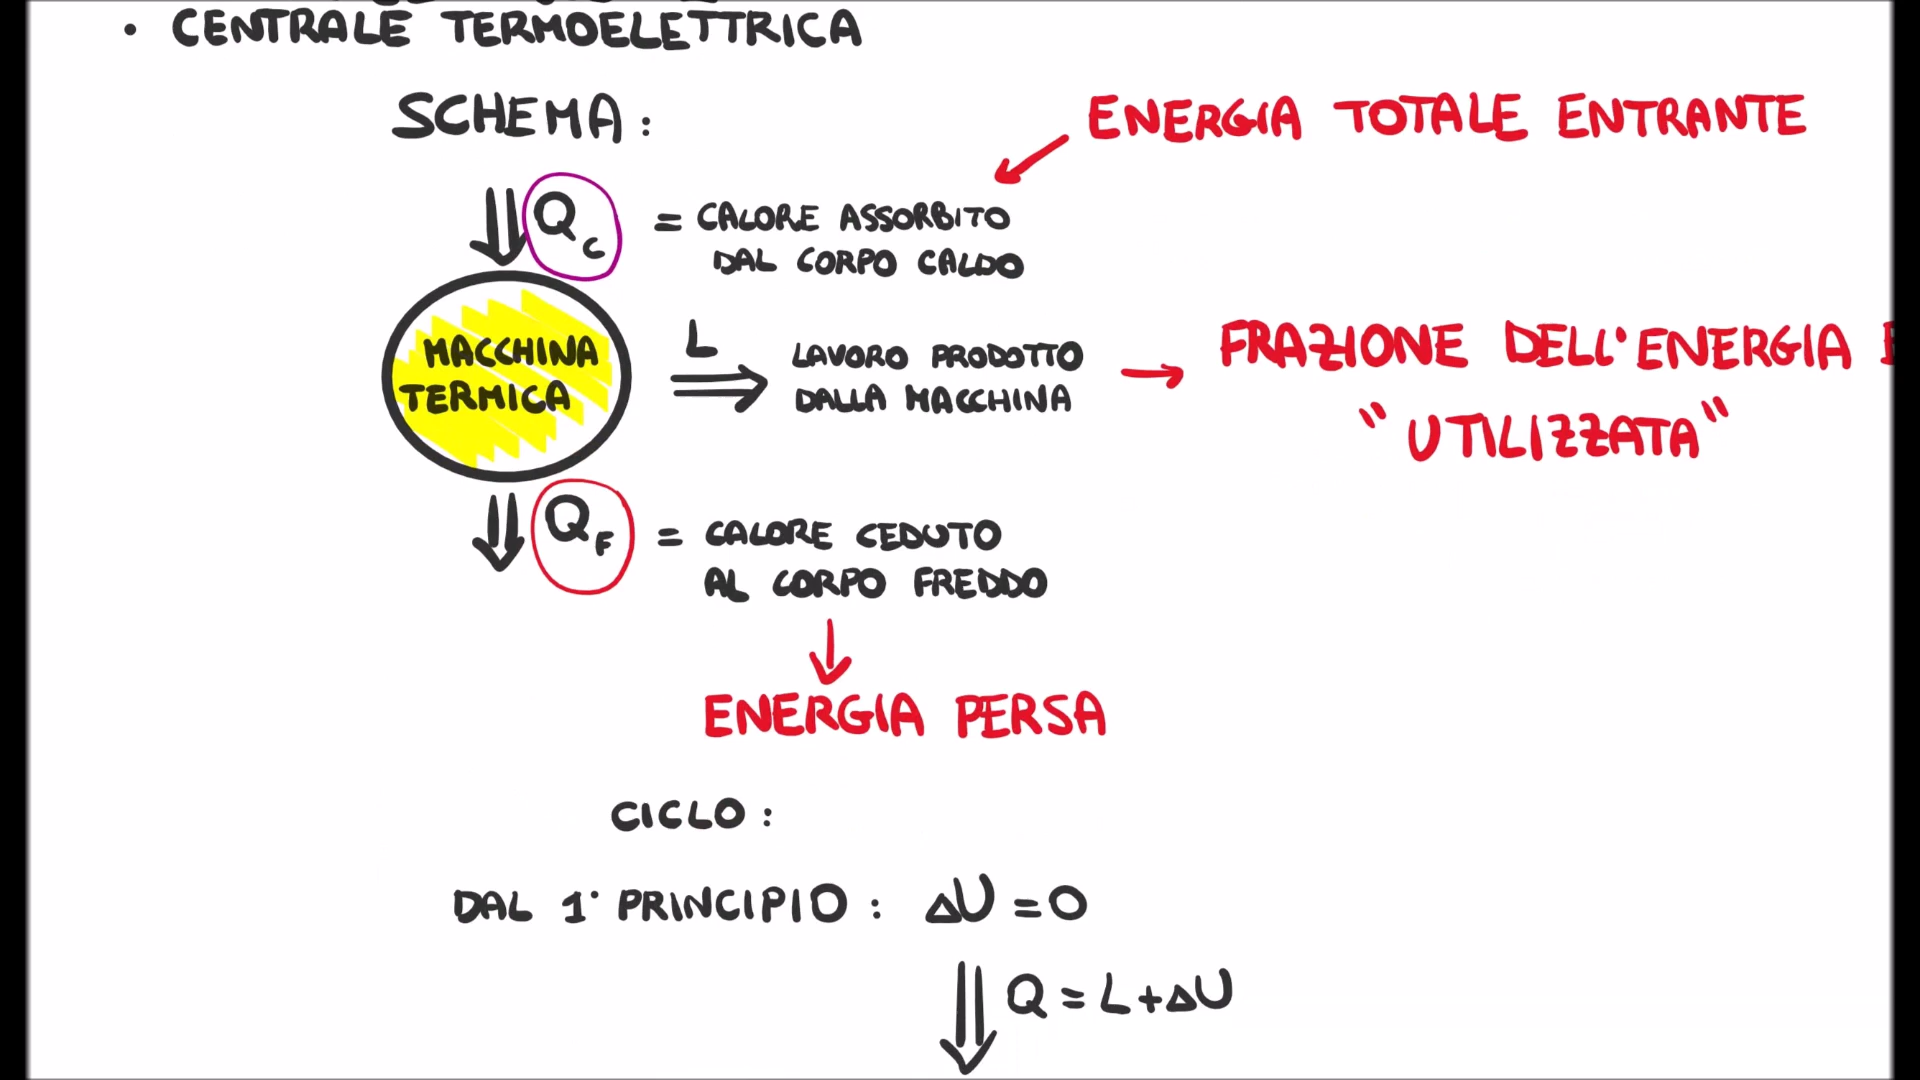 • CENTRALE TERMOELETTRICA
SCHEMA:
ENERGIA TOTALE ENTRANTE
Qc = CALORE ASSORBITO
DAL CORPO CALDO
MACCHINA
TERMICA
L
LAVORO PRODOTTO
DALLA MACCHINA
FRAZIONE DELL'ENERGIA
"UTILIZZATA"
QF = CALORE CEDUTO
AL CORPO FREDDO
ENERGIA PERSA
CICLO:
DAL 1° PRINCIPIO: ΔU = 0
Q = L + ΔU